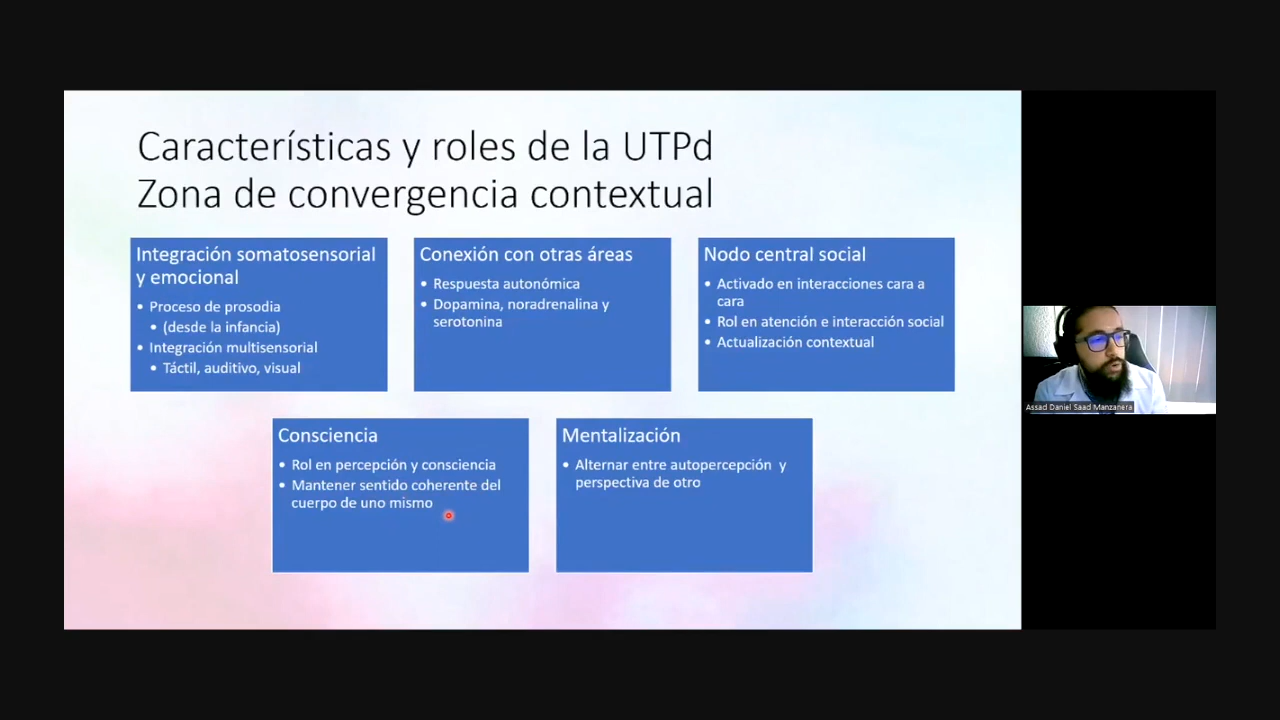 Características y roles de la UTPd
Zona de convergencia contextual
Integración somatosensorial
y emocional
• Proceso de prosodia
• (desde la infancia)
• Integración multisensorial
• Táctil, auditivo, visual
Conexión con otras áreas
• Respuesta autonómica
• Dopamina, noradrenalina y
serotonina
Nodo central social
• Activado en interacciones cara a
cara
• Rol en atención e interacción social
• Actualización contextual
Consciencia
• Rol en percepción y consciencia
• Mantener sentido coherente del
cuerpo de uno mismo
Mentalización
• Alternar entre autopercepción y
perspectiva de otro
Assad Daniel Saad Manzanera